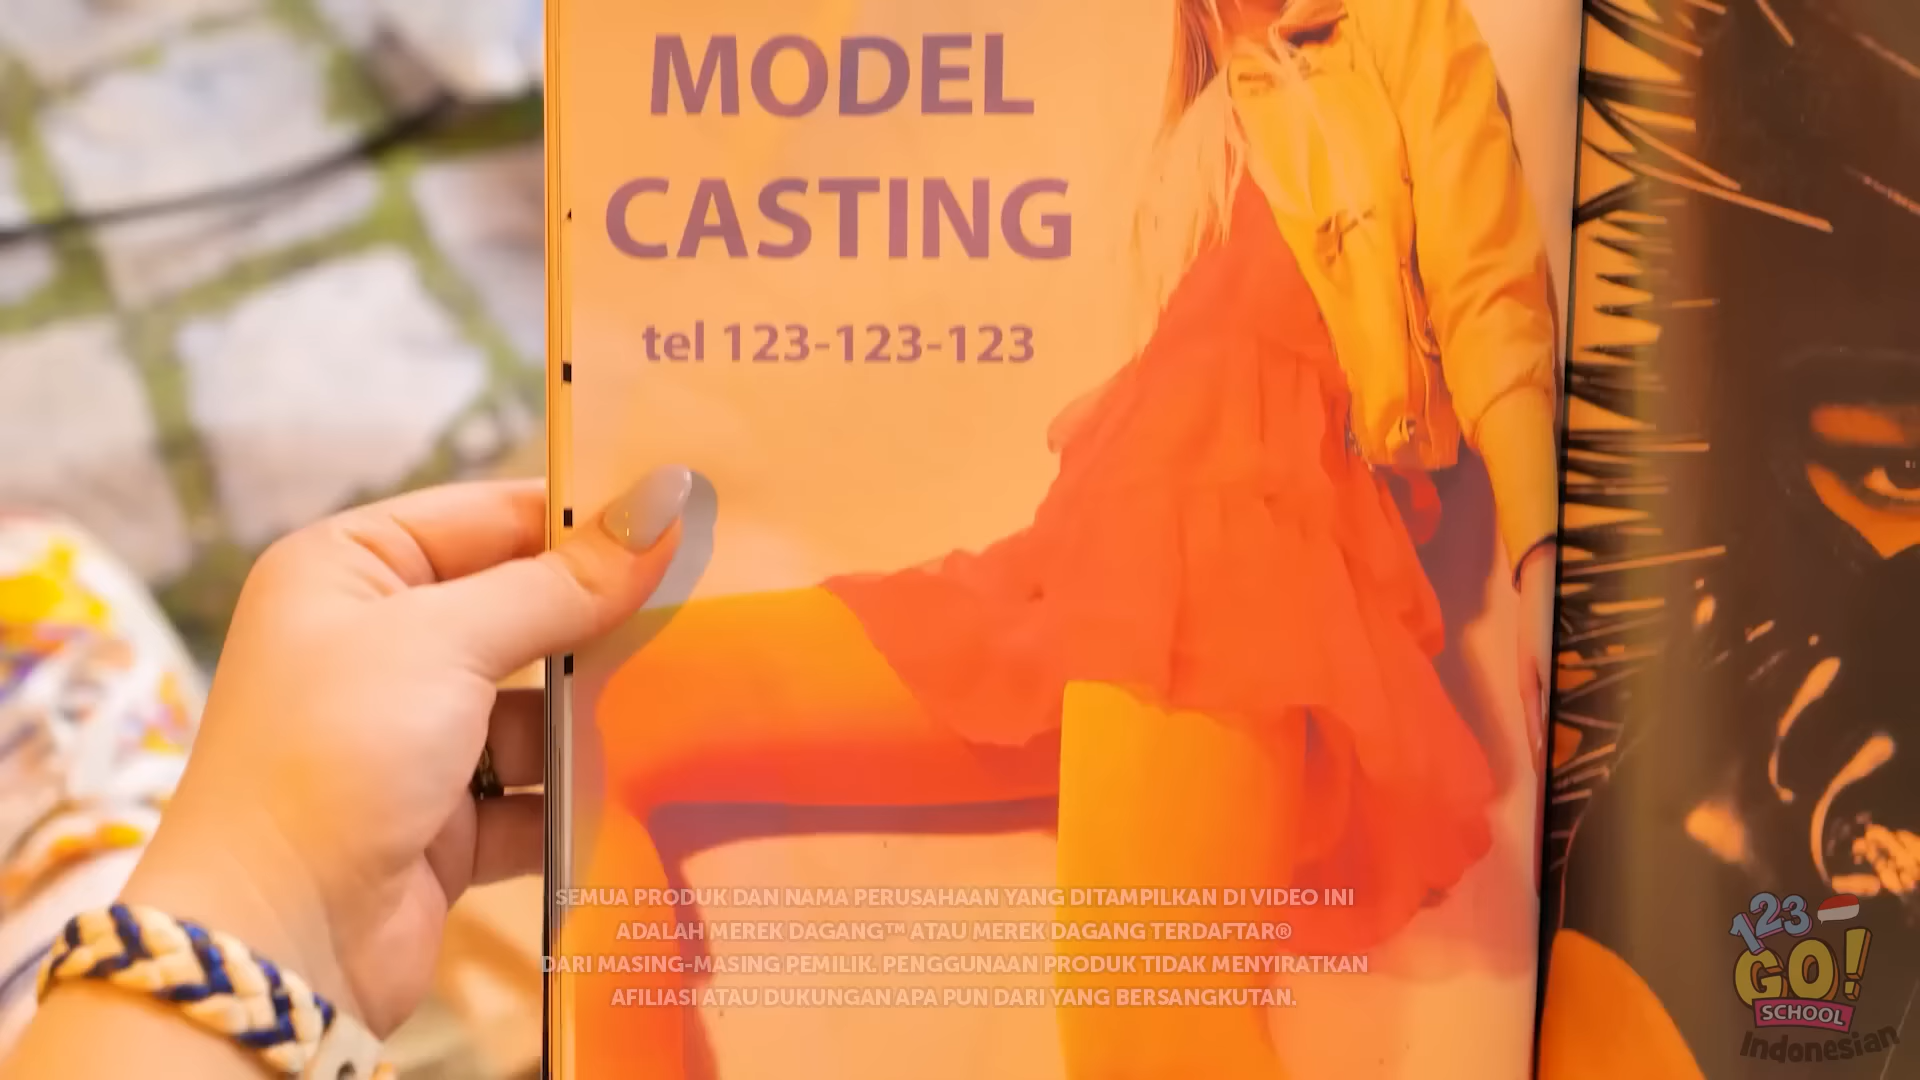 MODEL
CASTING
tel 123-123-123
SEMUA PRODUK DAN NAMA PERUSAHAAN YANG DITAMPILKAN DI VIDEO INI
ADALAH MEREK DAGANG™ ATAU MEREK DAGANG TERDAFTAR®
DARI MASING-MASING PEMILIK. PENGGUNAAN PRODUK TIDAK MENYIRATKAN
AFILIASI ATAU DUKUNGAN APA PUN DARI YANG BERSANGKUTAN.
123
GO!
SCHOOL
Indonesian